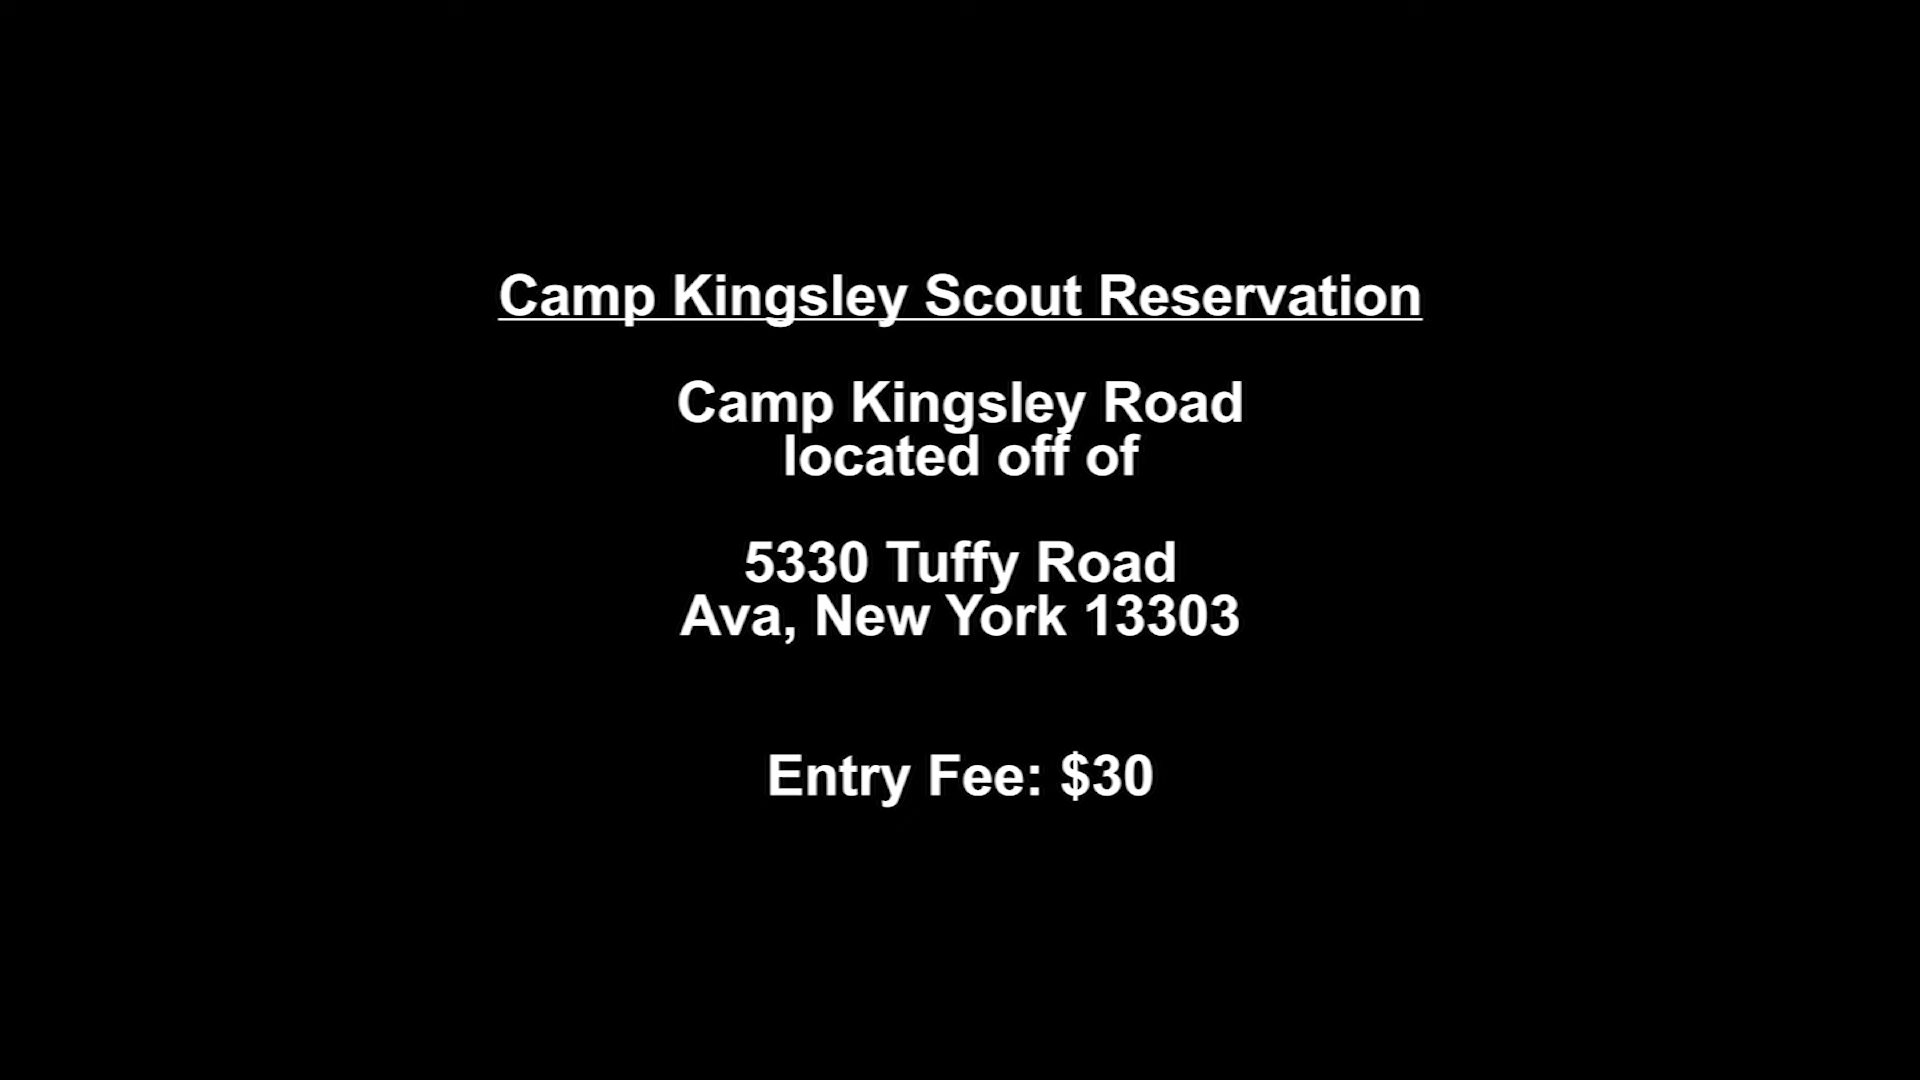 Camp Kingsley Scout Reservation
Camp Kingsley Road
located off of
5330 Tuffy Road
Ava, New York 13303
Entry Fee: $30